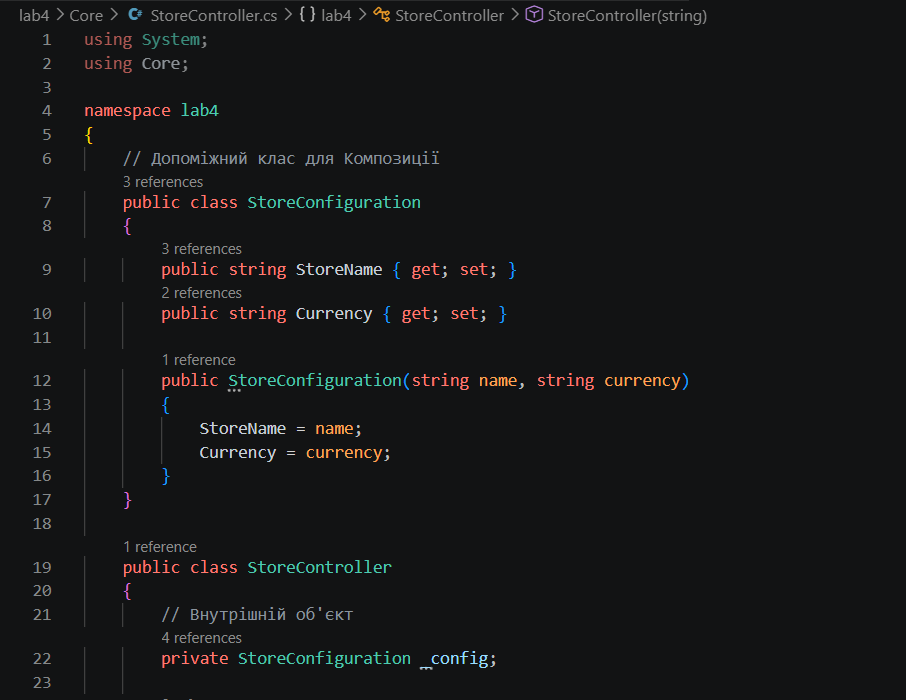 lab4 > Core > StoreController.cs > { } lab4 > StoreController > StoreController(string)
1 using System;
2 using Core;
3
4 namespace lab4
5 {
6 // Допоміжний клас для Композиції
3 references
7 public class StoreConfiguration
8 {
3 references
9 public string StoreName { get; set; }
2 references
10 public string Currency { get; set; }
11
1 reference
12 public StoreConfiguration(string name, string currency)
13 {
14 StoreName = name;
15 Currency = currency;
16 }
17 }
18
1 reference
19 public class StoreController
20 {
21 // Внутрішній об'єкт
4 references
22 private StoreConfiguration _config;
23